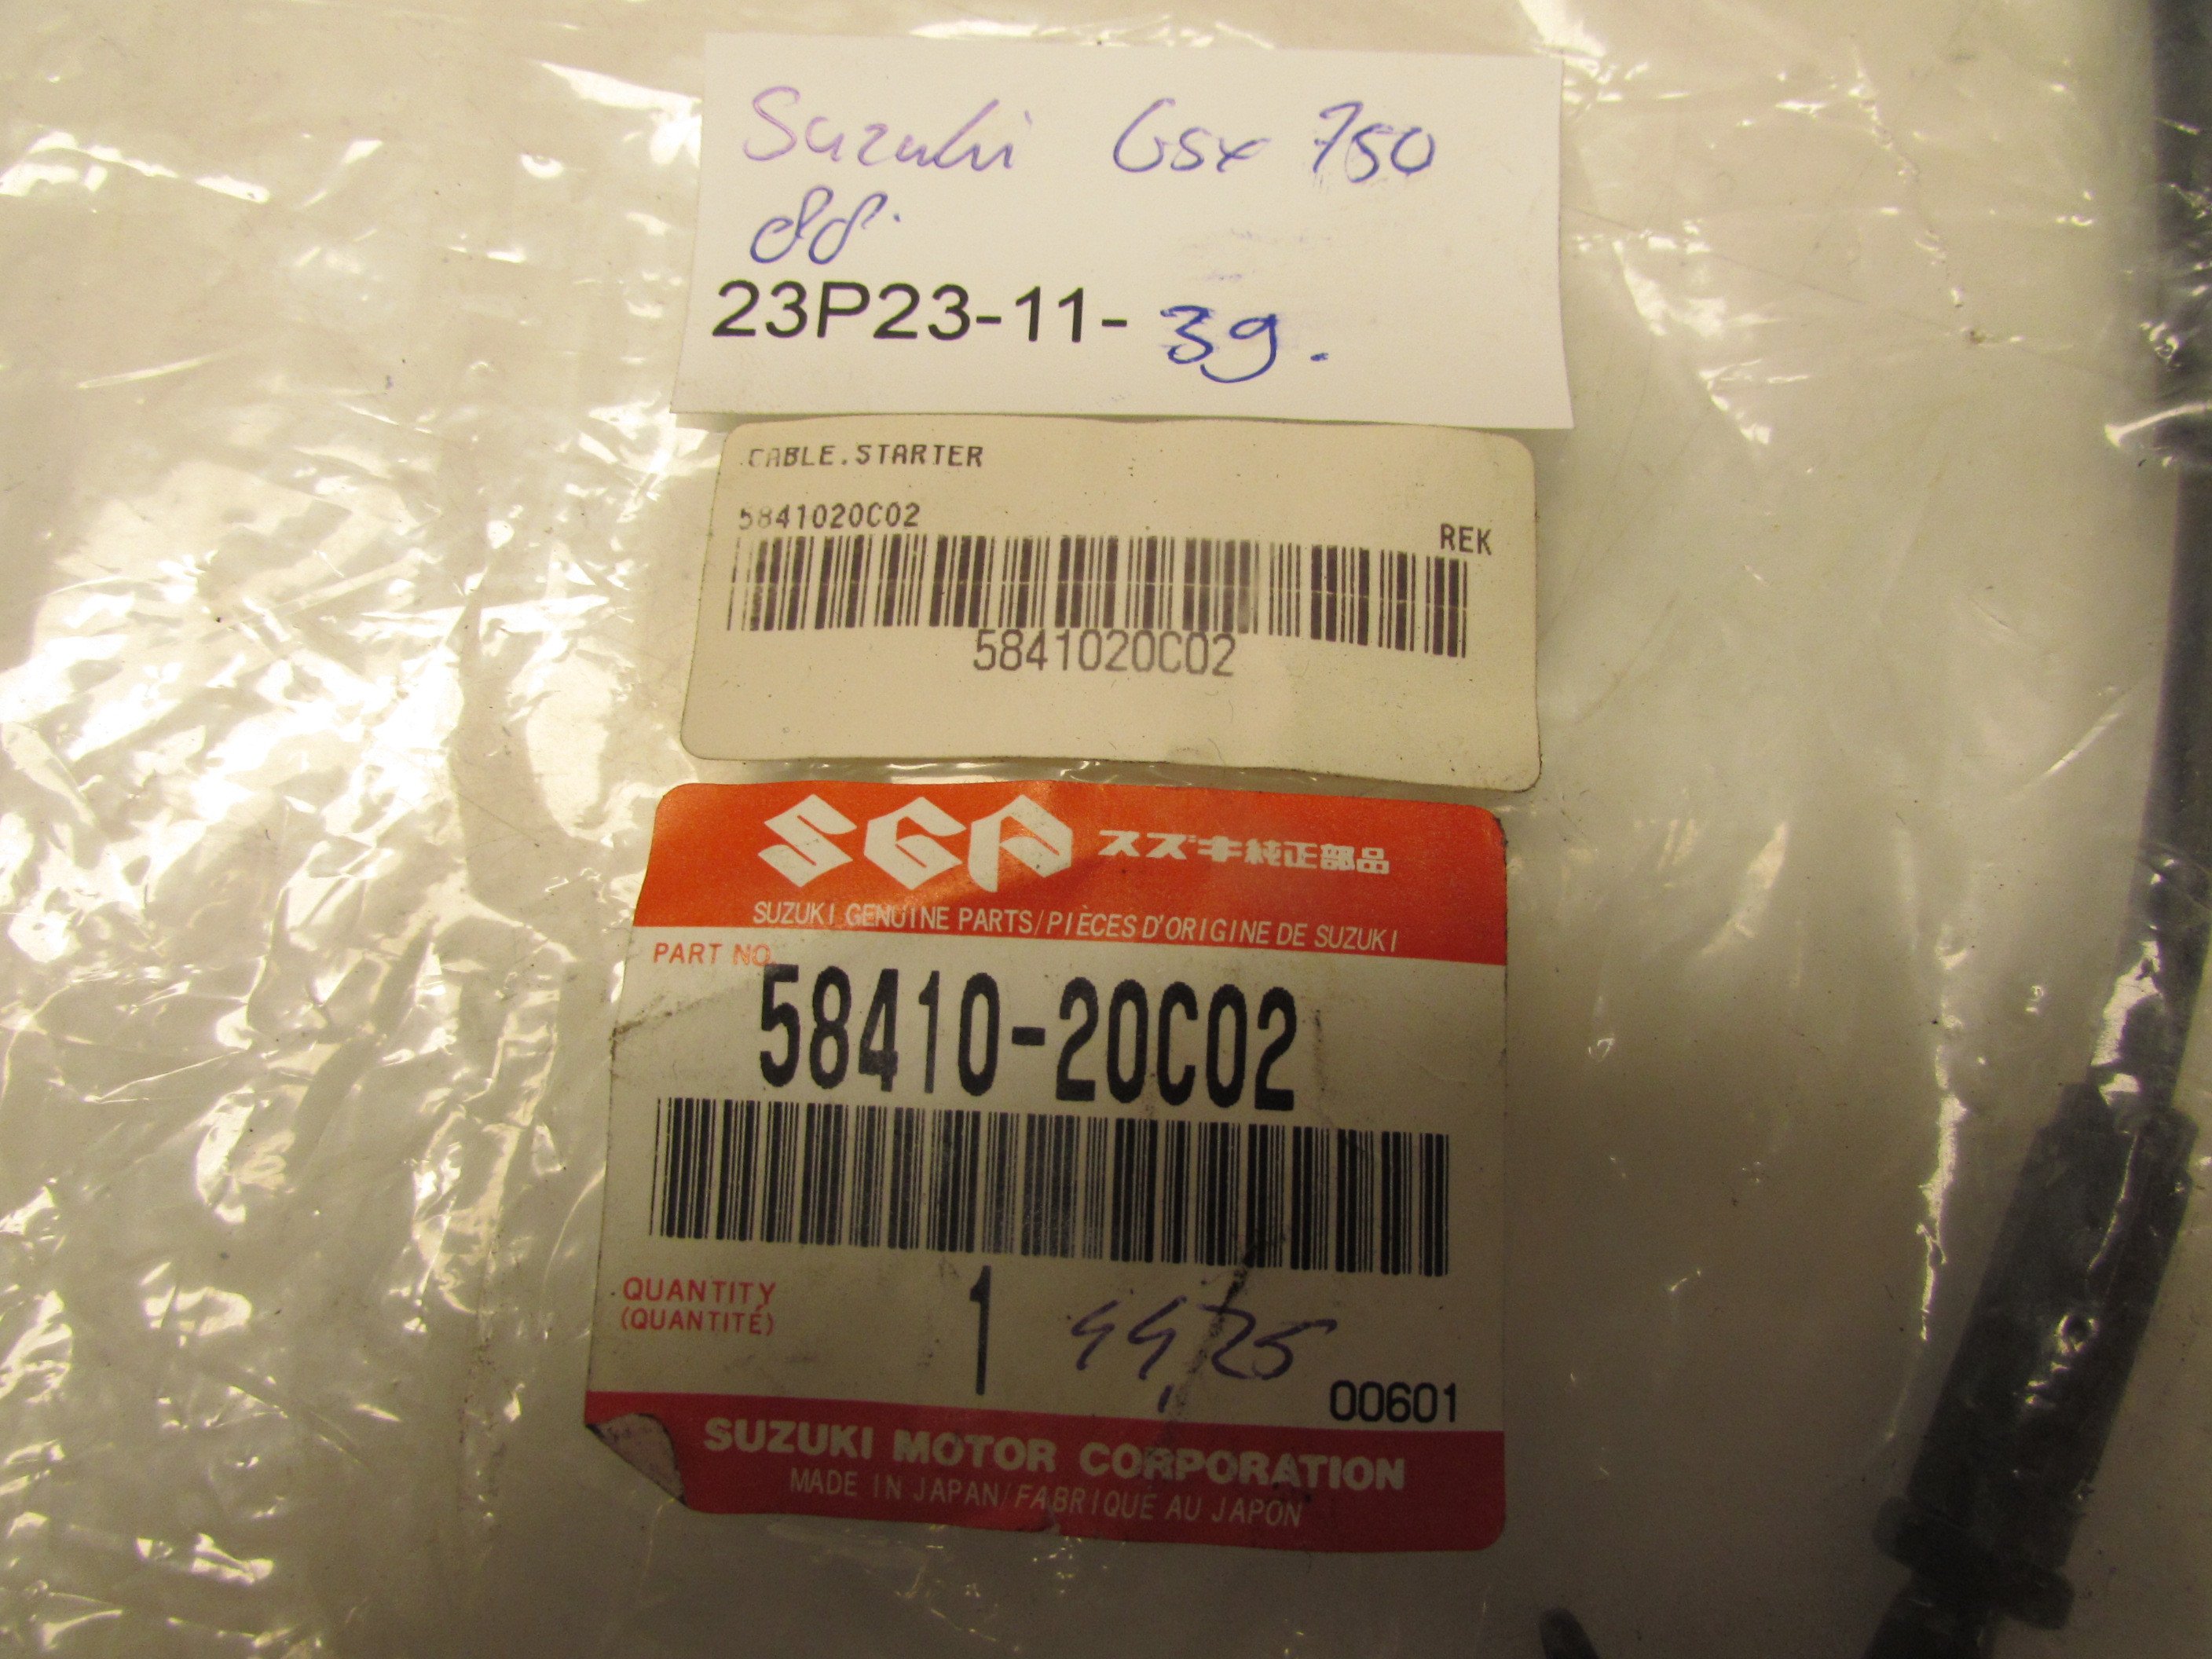 Suzuki Gsx 750
88.
23P23-11-39.
CABLE.STARTER
5841020C02
REK
5841020C02
SGP スズキ純正部品
SUZUKI GENUINE PARTS/PIÈCES D'ORIGINE DE SUZUKI
PART NO.
58410-20C02
QUANTITY
(QUANTITÉ)
1 44,25
00601
SUZUKI MOTOR CORPORATION
MADE IN JAPAN/FABRIQUÉ AU JAPON